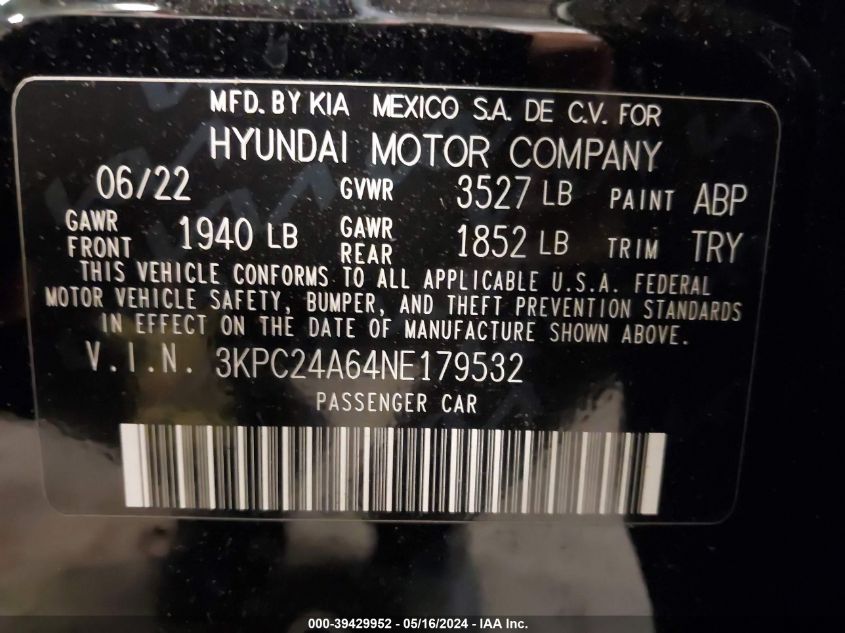 MFD. BY KIA MEXICO S.A. DE C.V. FOR
HYUNDAI MOTOR COMPANY
06/22 GVWR 3527 LB PAINT ABP
GAWR FRONT 1940 LB GAWR REAR 1852 LB TRIM TRY
THIS VEHICLE CONFORMS TO ALL APPLICABLE U.S.A. FEDERAL
MOTOR VEHICLE SAFETY, BUMPER, AND THEFT PREVENTION STANDARDS
IN EFFECT ON THE DATE OF MANUFACTURE SHOWN ABOVE.
V.I.N. 3KPC24A64NE179532
PASSENGER CAR
000-39429952 - 05/16/2024 - IAA Inc.